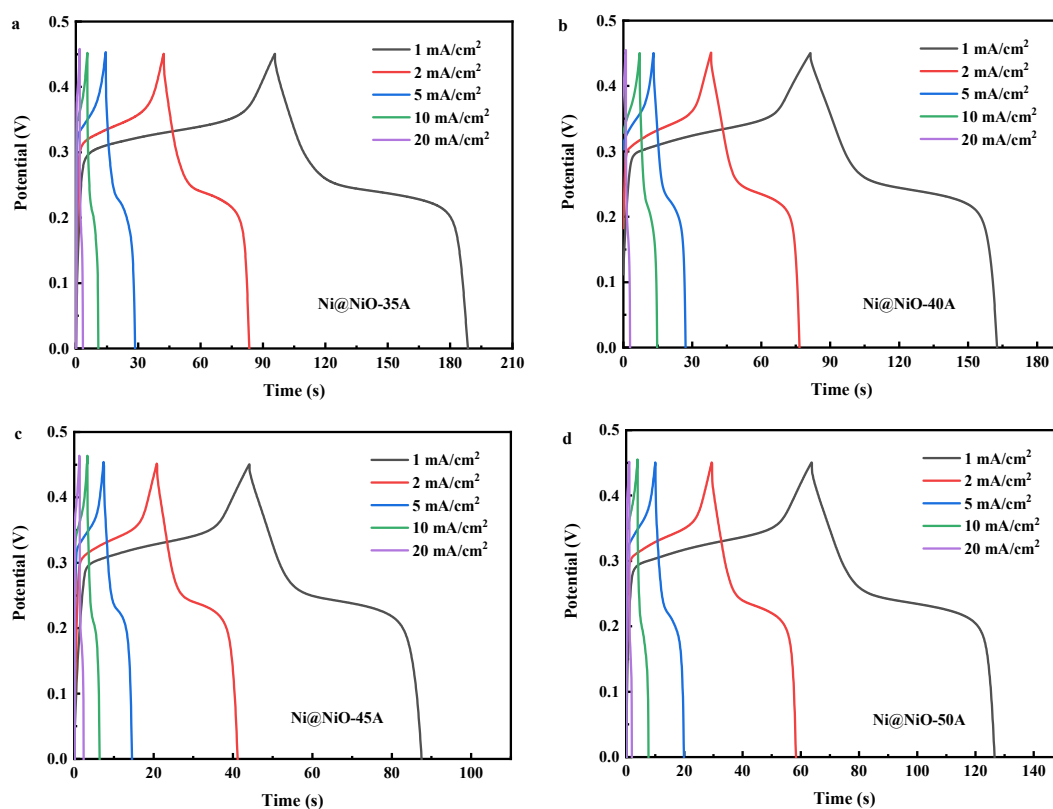 a
0.5
0.4
0.3
0.2
0.1
0.0
Potential (V)
1 mA/cm²
2 mA/cm²
5 mA/cm²
10 mA/cm²
20 mA/cm²
Ni@NiO-35A
0 30 60 90 120 150 180 210
Time (s)
b
0.5
0.4
0.3
0.2
0.1
0.0
Potential (V)
1 mA/cm²
2 mA/cm²
5 mA/cm²
10 mA/cm²
20 mA/cm²
Ni@NiO-40A
0 30 60 90 120 150 180
Time (s)
c
0.5
0.4
0.3
0.2
0.1
0.0
Potential (V)
1 mA/cm²
2 mA/cm²
5 mA/cm²
10 mA/cm²
20 mA/cm²
Ni@NiO-45A
0 20 40 60 80 100
Time (s)
d
0.5
0.4
0.3
0.2
0.1
0.0
Potential (V)
1 mA/cm²
2 mA/cm²
5 mA/cm²
10 mA/cm²
20 mA/cm²
Ni@NiO-50A
0 20 40 60 80 100 120 140
Time (s)